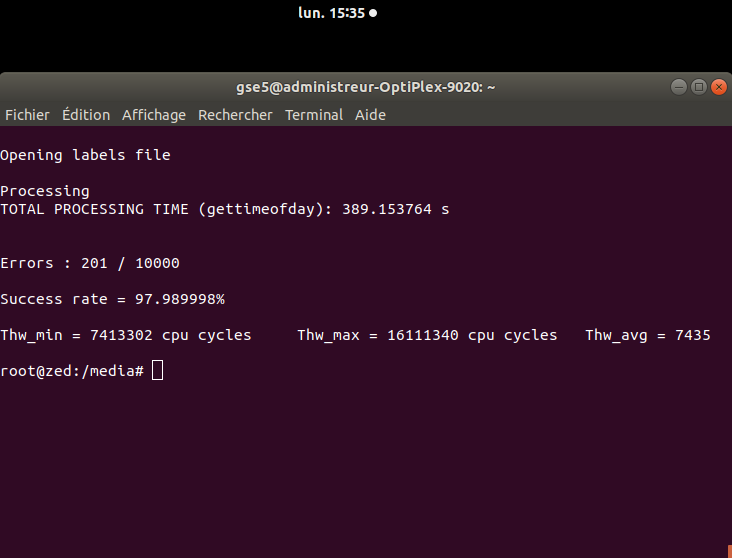 lun. 15:35
gse5@administreur-OptiPlex-9020: ~
Fichier Édition Affichage Rechercher Terminal Aide
Opening labels file
Processing
TOTAL PROCESSING TIME (gettimeofday): 389.153764 s
Errors : 201 / 10000
Success rate = 97.989998%
Thw_min = 7413302 cpu cycles Thw_max = 16111340 cpu cycles Thw_avg = 7435
root@zed:/media#